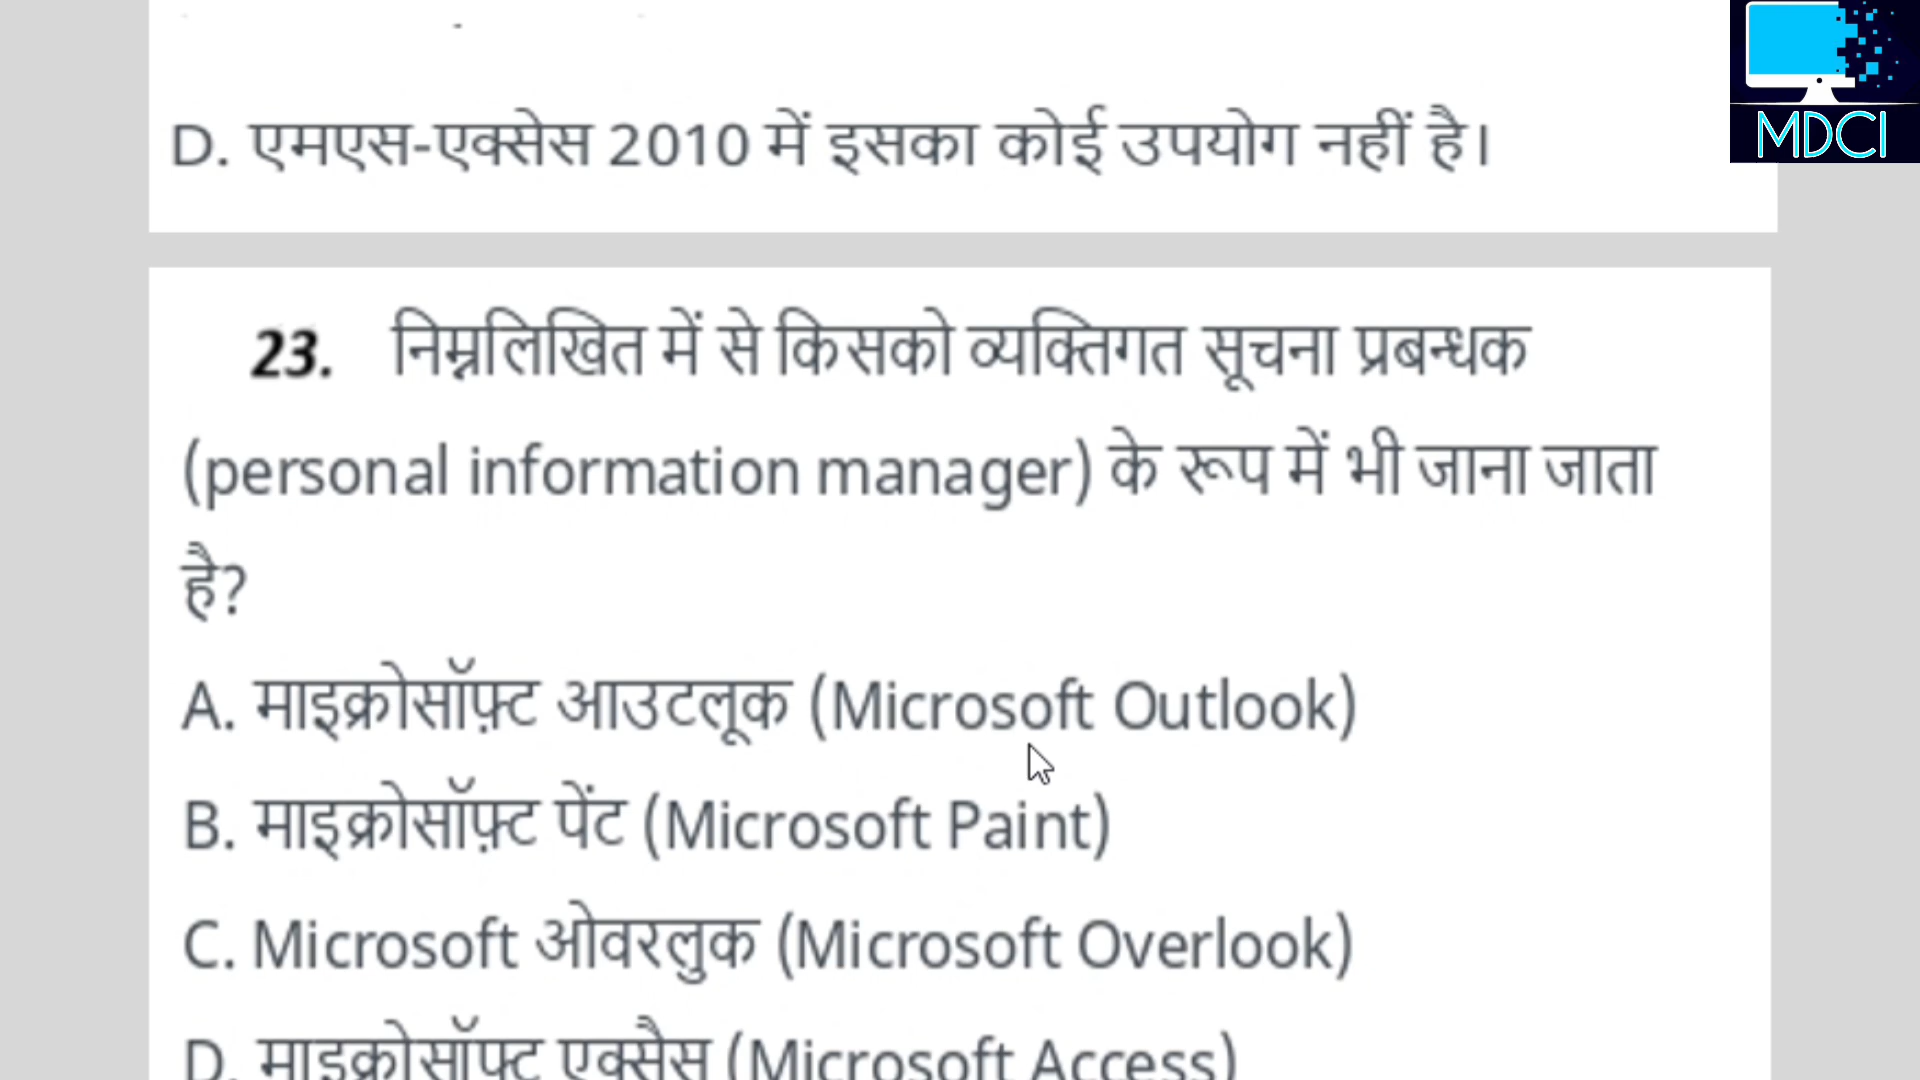 D. एमएस-एक्सेस 2010 में इसका कोई उपयोग नहीं है।
MDCI
23. निम्नलिखित में से किसको व्यक्तिगत सूचना प्रबन्धक
(personal information manager) के रूप में भी जाना जाता
है?
A. माइक्रोसॉफ़्ट आउटलूक (Microsoft Outlook)
B. माइक्रोसॉफ़्ट पेंट (Microsoft Paint)
C. Microsoft ओवरलुक (Microsoft Overlook)
D. माइक्रोसॉफ्ट एक्सैस (Microsoft Access)